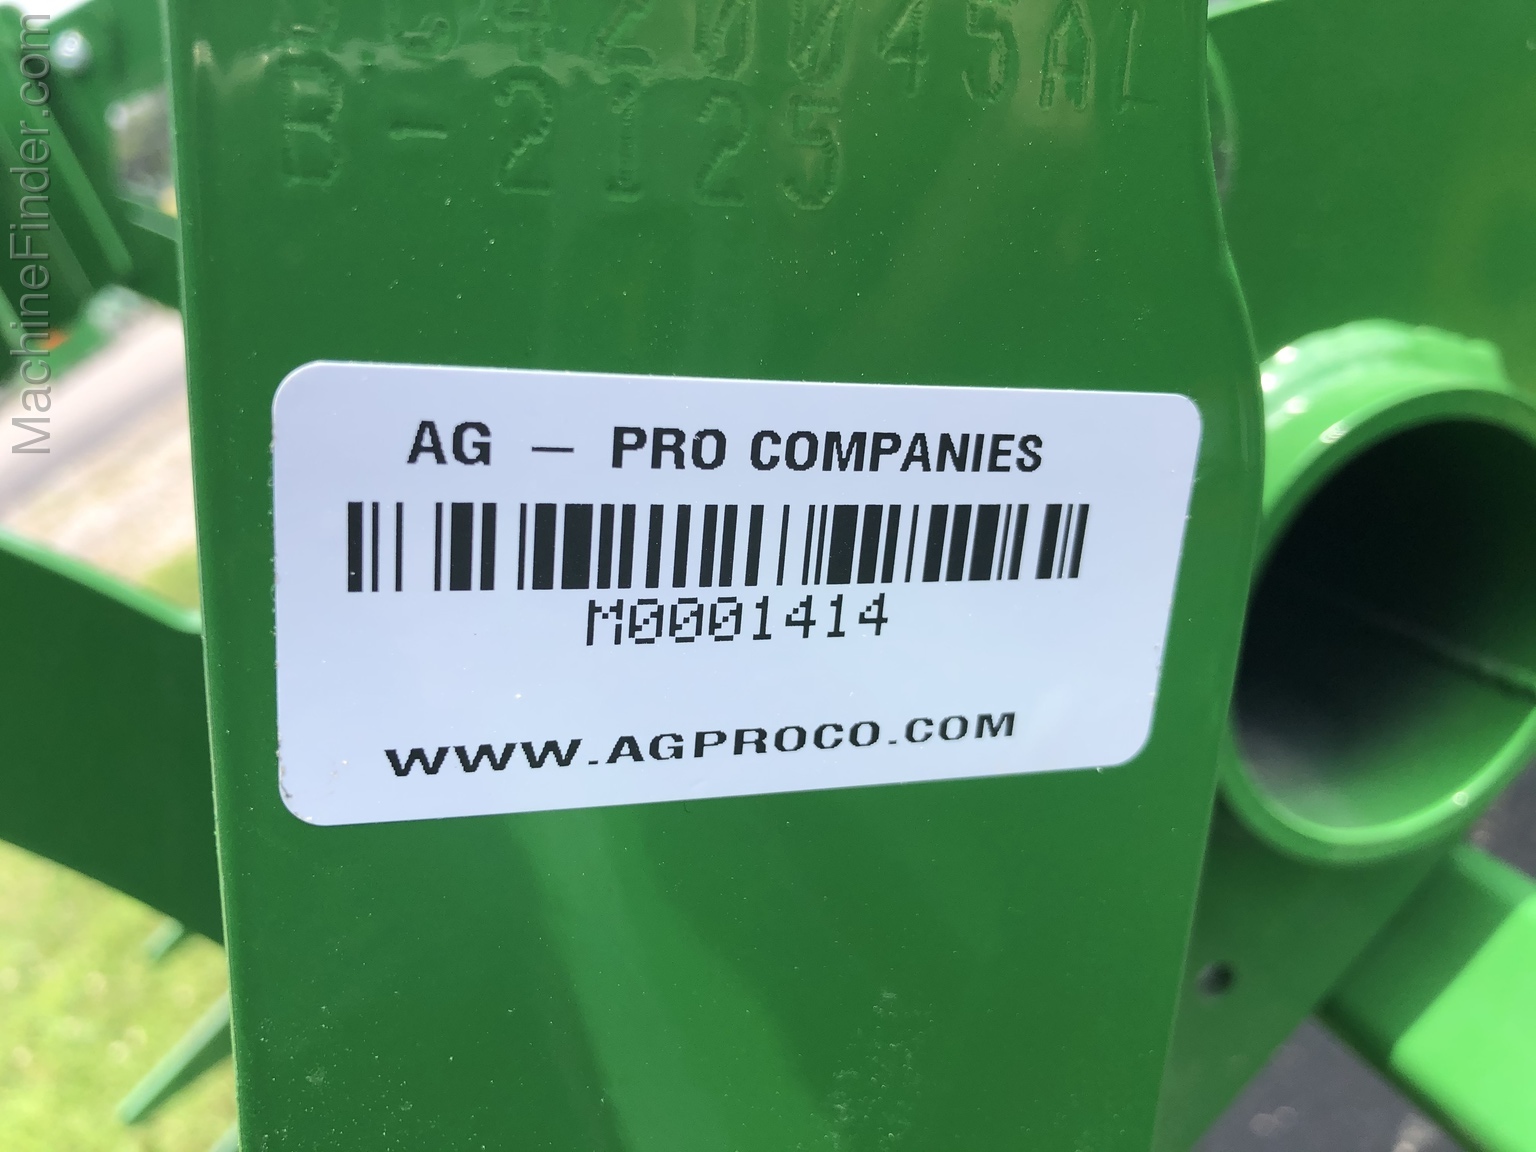 B-2125
AG – PRO COMPANIES
M0001414
WWW.AGPROCO.COM
MachineFinder.com